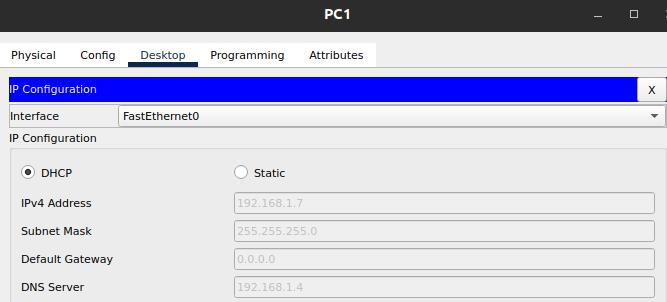 PC1
Physical Config Desktop Programming Attributes
IP Configuration X
Interface FastEthernet0
IP Configuration
DHCP Static
IPv4 Address 192.168.1.7
Subnet Mask 255.255.255.0
Default Gateway 0.0.0.0
DNS Server 192.168.1.4